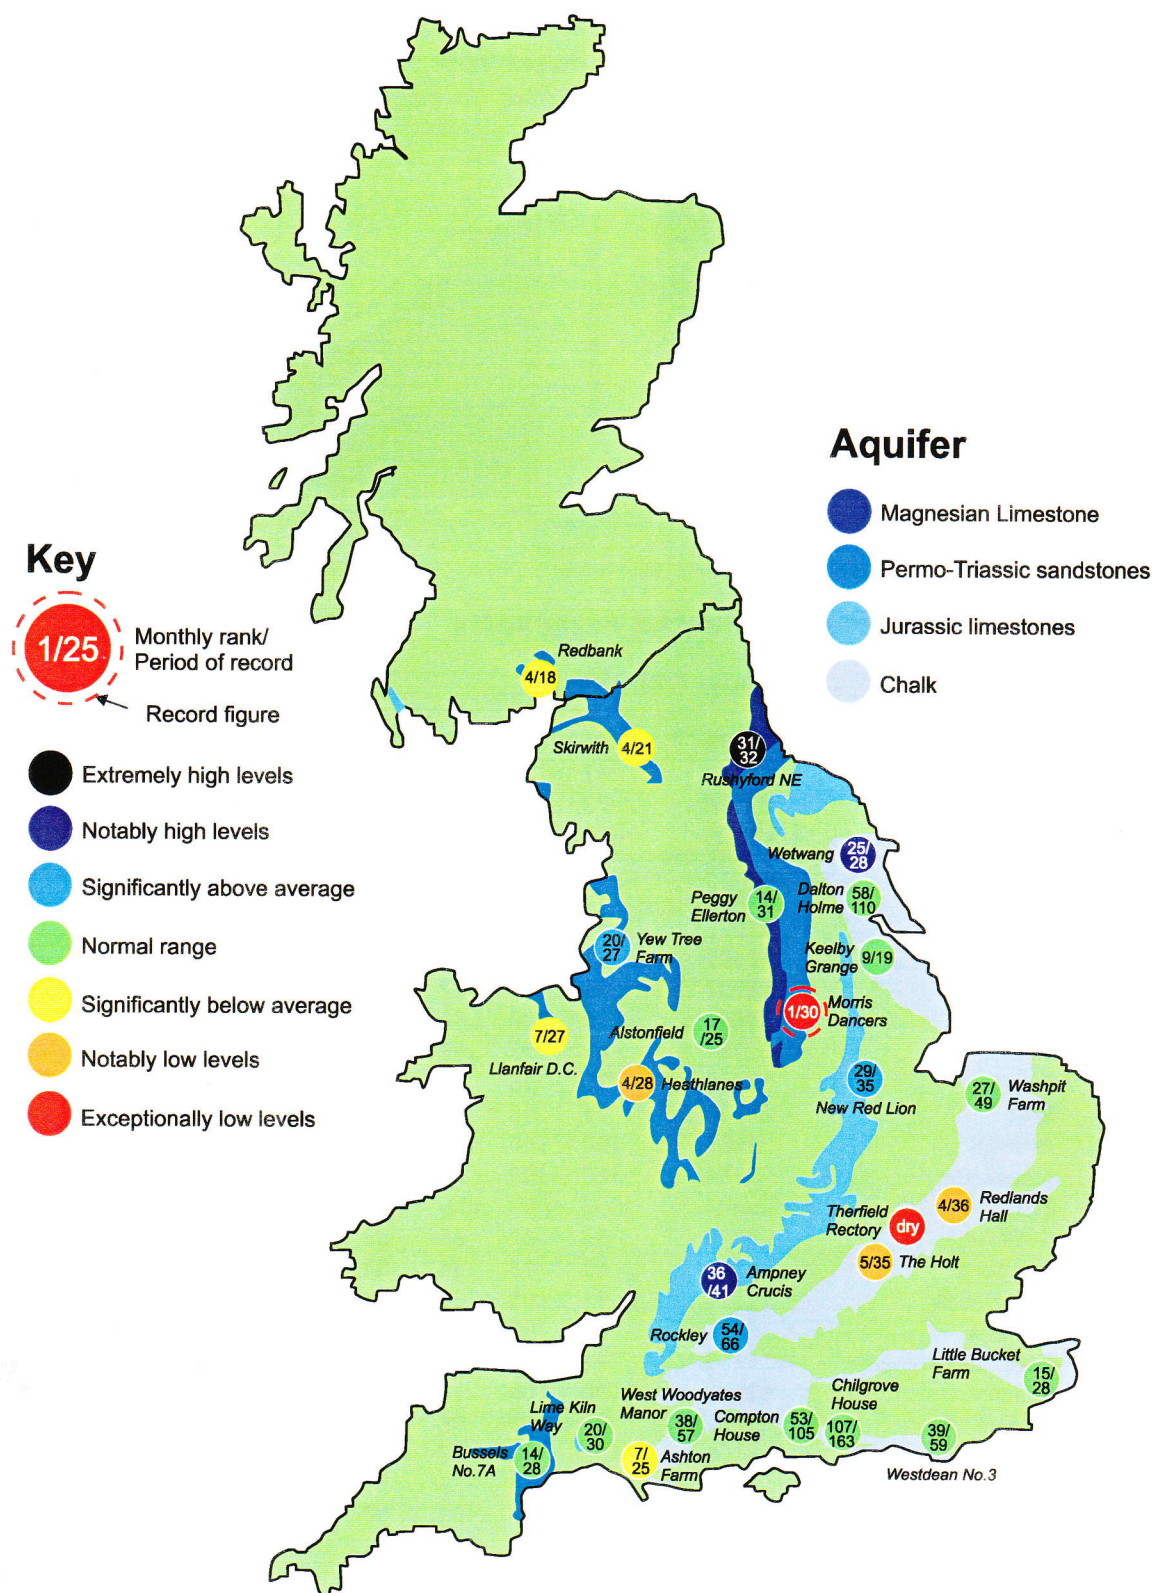 Aquifer
Magnesian Limestone
Permo-Triassic sandstones
Jurassic limestones
Chalk
Key
1/25
Monthly rank/
Period of record
Record figure
Extremely high levels
Notably high levels
Significantly above average
Normal range
Significantly below average
Notably low levels
Exceptionally low levels
Redbank
4/18
Skirwith
4/21
31/
32
Rushyford NE
Wetwang
25/
28
Peggy
Ellerton
14/
31
Dalton
Holme
58/
110
20/
27
Yew Tree
Farm
Keelby
Grange
9/19
1/30
Morris
Dancers
7/27
Llanfair D.C.
Alstonfield
17
/25
4/28
Heathlanes
29/
35
New Red Lion
27/
49
Washpit
Farm
Therfield
Rectory
dry
4/36
Redlands
Hall
5/35
The Holt
36
/41
Ampney
Crucis
Rockley
54/
66
Little Bucket
Farm
15/
28
Lime Kiln
Way
20/
30
West Woodyates
Manor
38/
57
Compton
House
53/
105
Chilgrove
House
107/
163
39/
59
Westdean No.3
Bussels
No.7A
14/
28
7/
25
Ashton
Farm